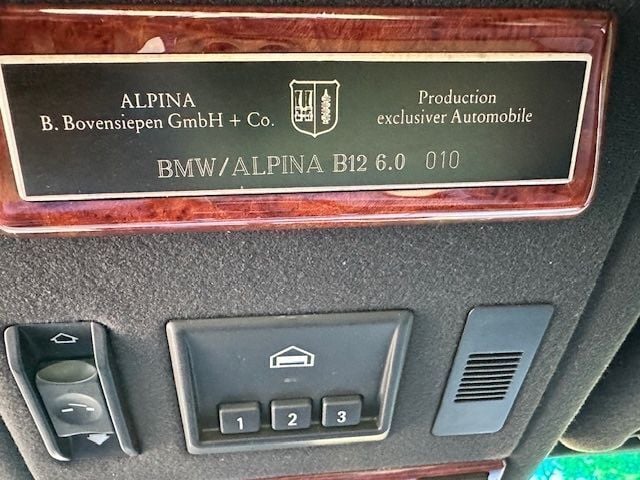 ALPINA
B. Bovensiepen GmbH + Co.
Production
exclusiver Automobile
BMW/ALPINA B12 6.0 010
1 2 3